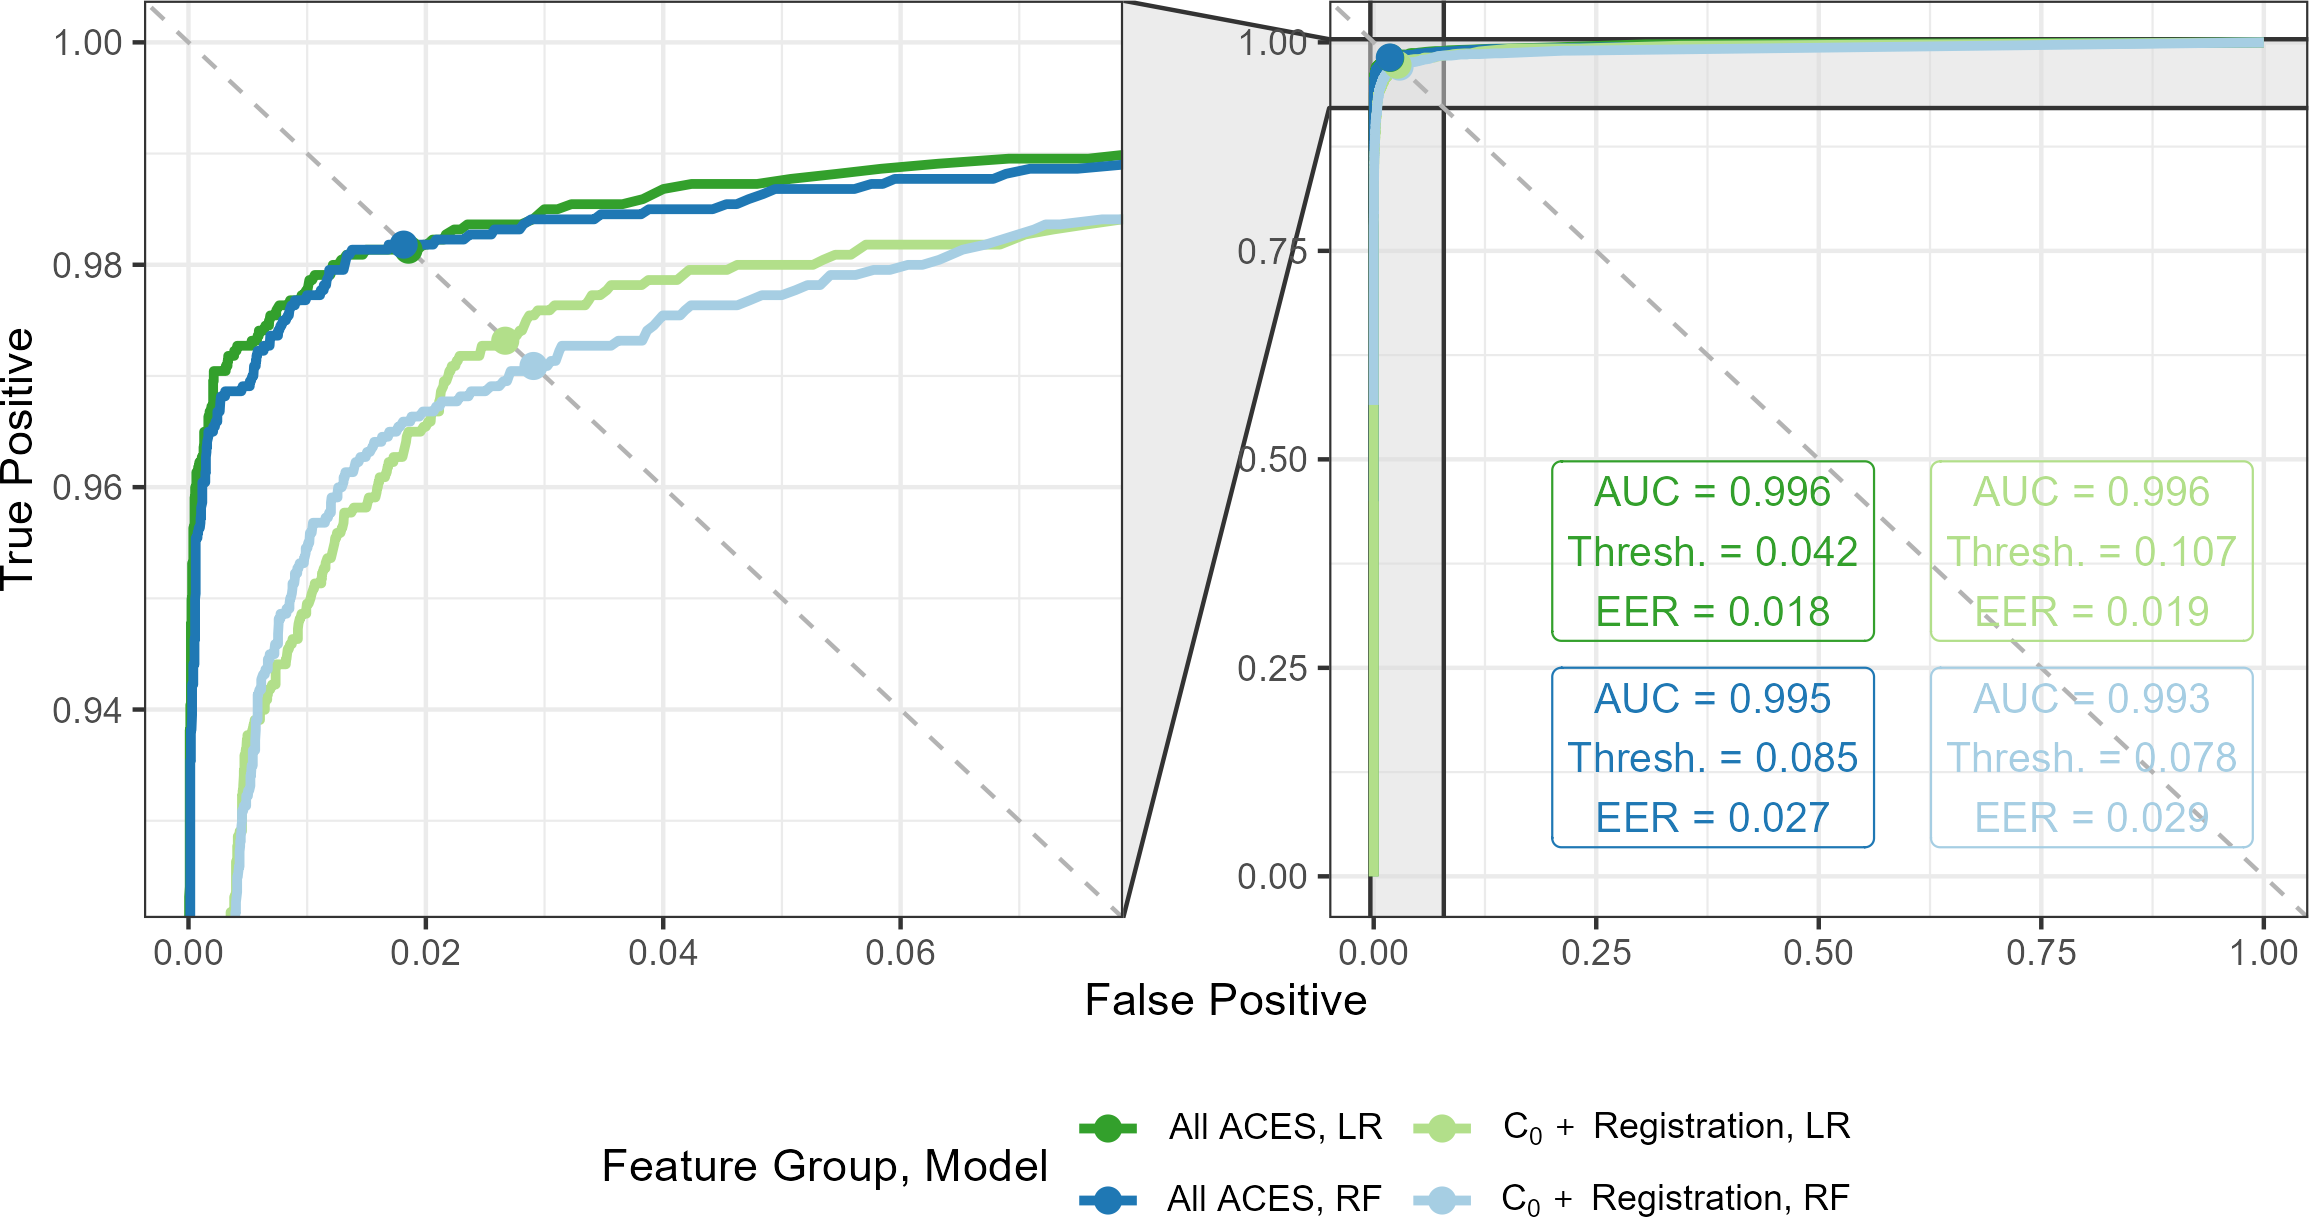 1.00
0.98
0.96
0.94
0.00 0.02 0.04 0.06
True Positive
1.00
0.75
0.50
0.25
0.00
0.00 0.25 0.50 0.75 1.00
AUC = 0.996
Thresh. = 0.042
EER = 0.018
AUC = 0.996
Thresh. = 0.107
EER = 0.019
AUC = 0.995
Thresh. = 0.085
EER = 0.027
AUC = 0.993
Thresh. = 0.078
EER = 0.029
False Positive
Feature Group, Model
All ACES, LR
C₀ + Registration, LR
All ACES, RF
C₀ + Registration, RF